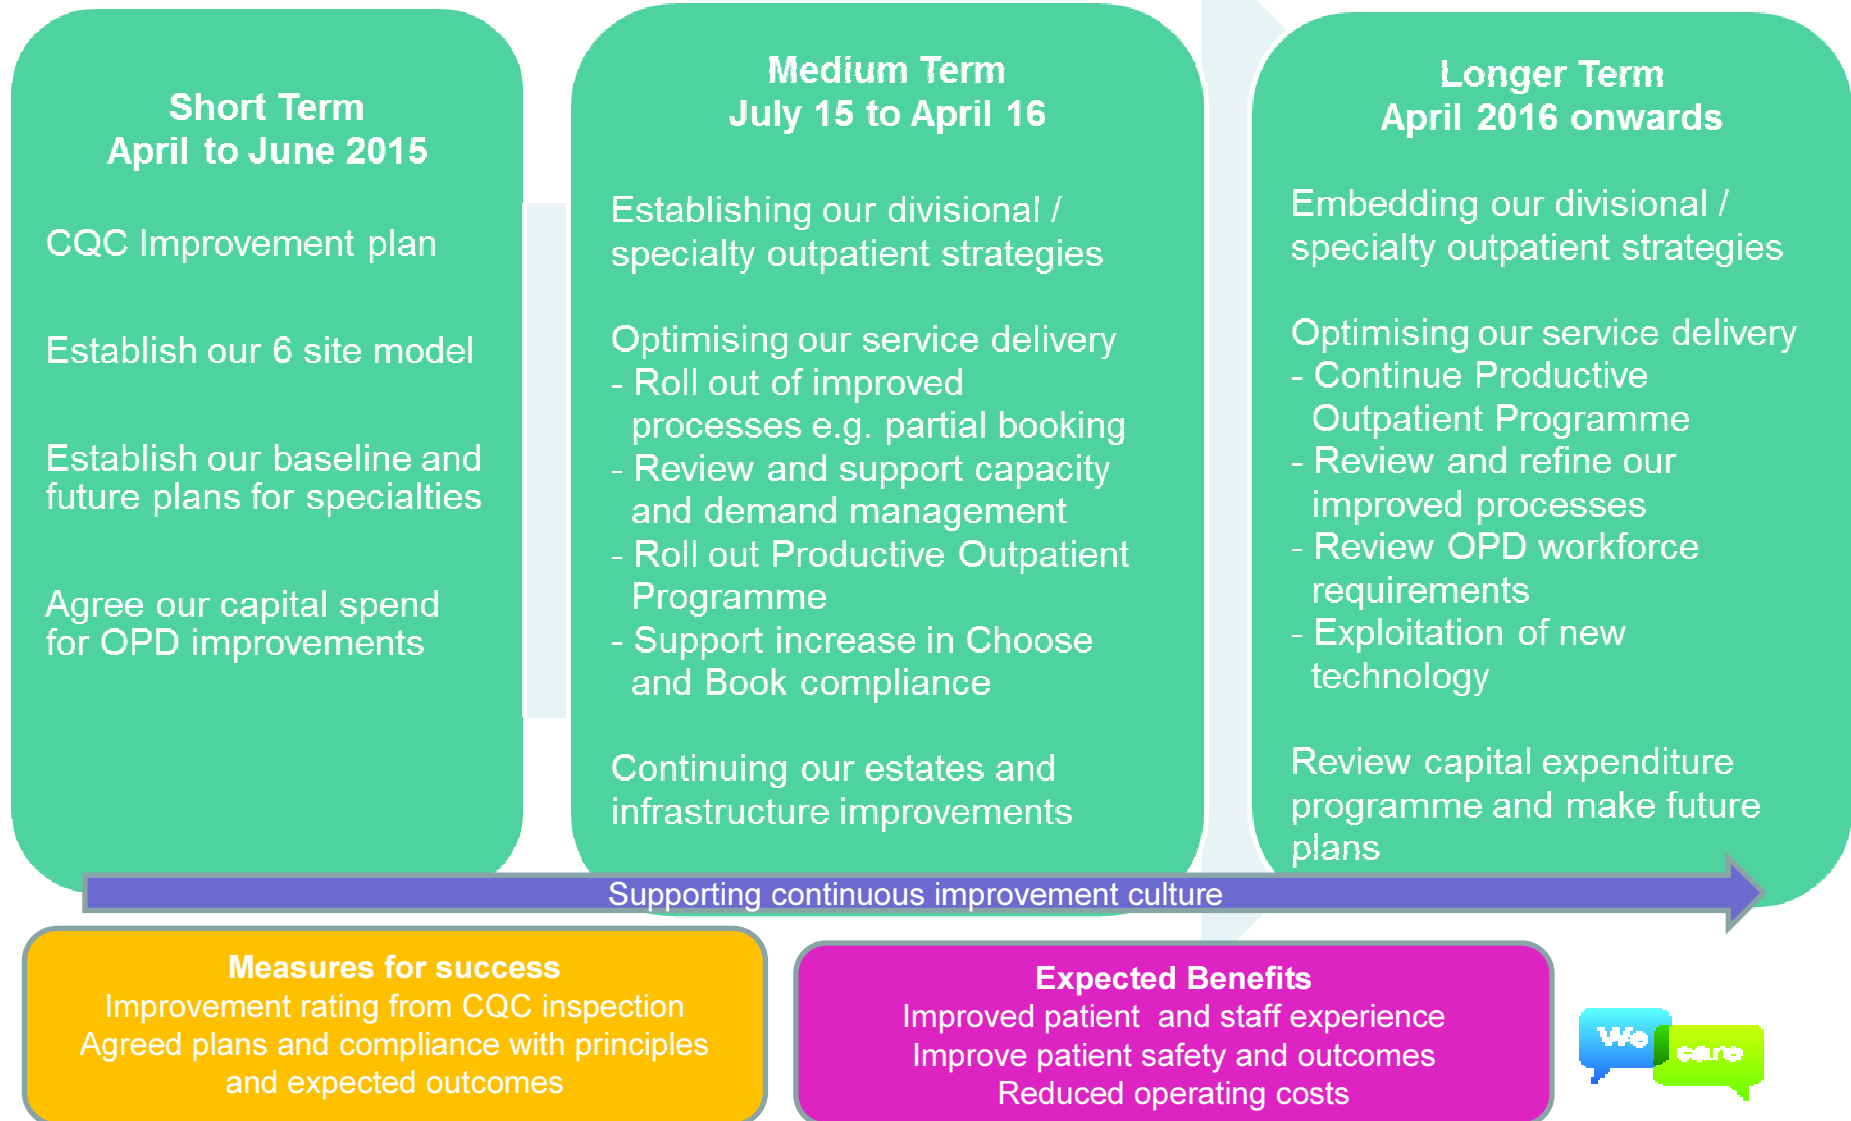 Short Term
April to June 2015
CQC Improvement plan
Establish our 6 site model
Establish our baseline and
future plans for specialties
Agree our capital spend
for OPD improvements
Medium Term
July 15 to April 16
Establishing our divisional /
specialty outpatient strategies
Optimising our service delivery
- Roll out of improved
processes e.g. partial booking
- Review and support capacity
and demand management
- Roll out Productive Outpatient
Programme
- Support increase in Choose
and Book compliance
Continuing our estates and
infrastructure improvements
Longer Term
April 2016 onwards
Embedding our divisional /
specialty outpatient strategies
Optimising our service delivery
- Continue Productive
Outpatient Programme
- Review and refine our
improved processes
- Review OPD workforce
requirements
- Exploitation of new
technology
Review capital expenditure
programme and make future
plans
Supporting continuous improvement culture
Measures for success
Improvement rating from CQC inspection
Agreed plans and compliance with principles
and expected outcomes
Expected Benefits
Improved patient and staff experience
Improve patient safety and outcomes
Reduced operating costs
We
care